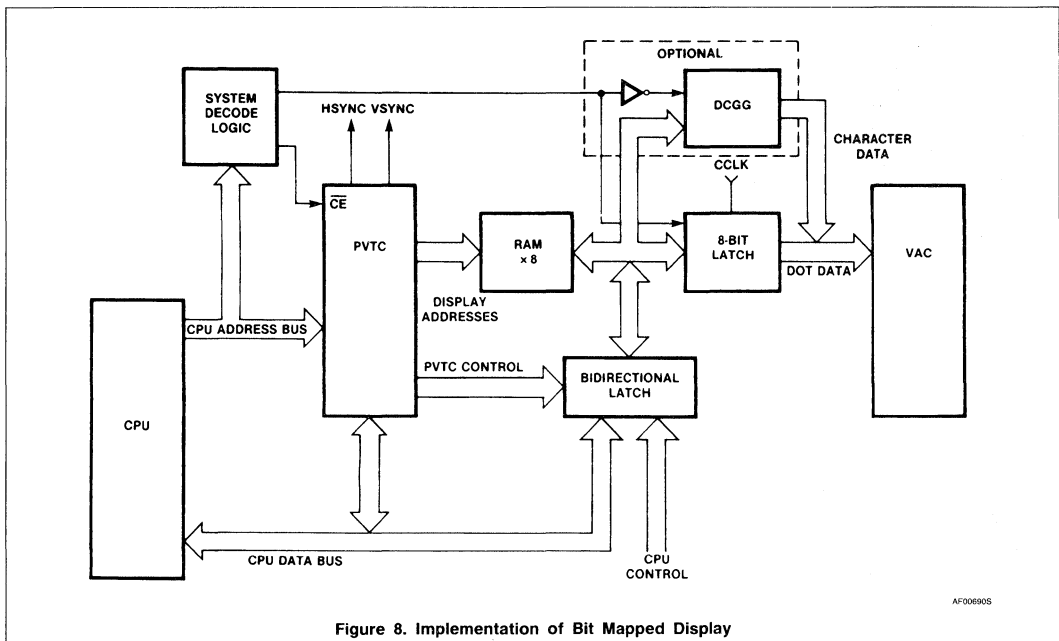 OPTIONAL
SYSTEM
DECODE
LOGIC
HSYNC VSYNC
DCGG
CHARACTER
DATA
CCLK
CE
PVTC
RAM
× 8
8-BIT
LATCH
VAC
DOT DATA
DISPLAY
ADDRESSES
CPU ADDRESS BUS
PVTC CONTROL
BIDIRECTIONAL
LATCH
CPU
CPU DATA BUS
CPU
CONTROL
AF00690S
Figure 8. Implementation of Bit Mapped Display